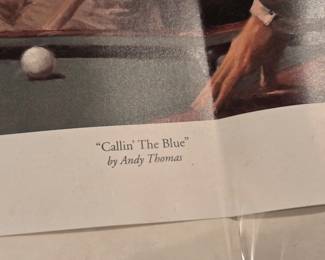 “Callin’ The Blue”
by Andy Thomas